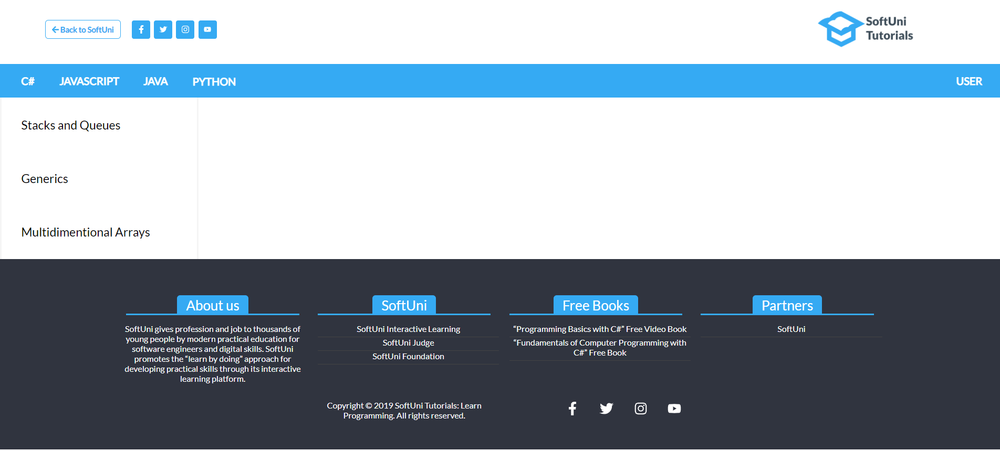 Back to SoftUni
SoftUni
Tutorials
C# JAVASCRIPT JAVA PYTHON USER
Stacks and Queues
Generics
Multidimentional Arrays
About us
SoftUni gives profession and job to thousands of
young people by modern practical education for
software engineers and digital skills. SoftUni
promotes the “learn by doing” approach for
developing practical skills through its interactive
learning platform.
SoftUni
SoftUni Interactive Learning
SoftUni Judge
SoftUni Foundation
Free Books
“Programming Basics with C#” Free Video Book
“Fundamentals of Computer Programming with
C#” Free Book
Partners
SoftUni
Copyright © 2019 SoftUni Tutorials: Learn
Programming. All rights reserved.